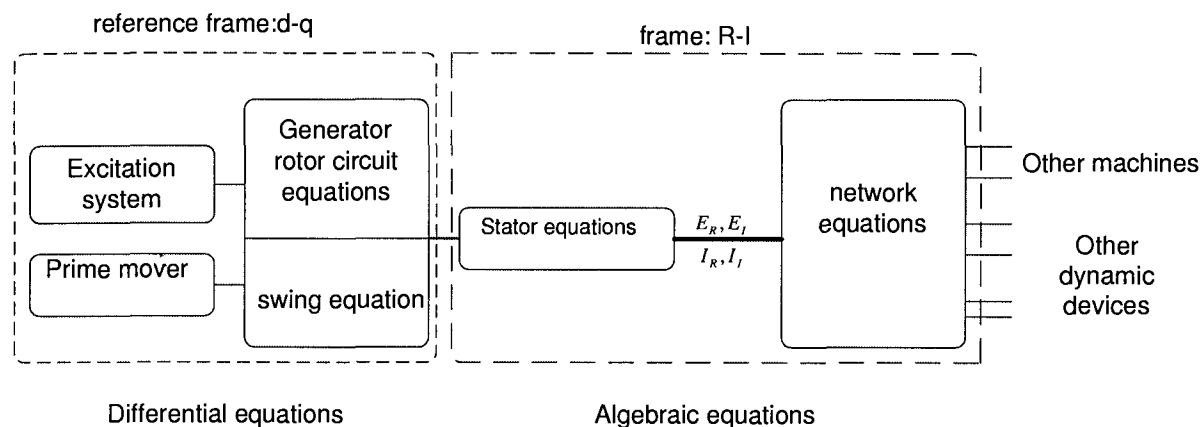 reference frame:d-q
frame: R-I
Excitation
system
Prime mover
Generator
rotor circuit
equations
swing equation
Stator equations
E_R, E_I
I_R, I_I
network
equations
Other machines
Other
dynamic
devices
Differential equations
Algebraic equations